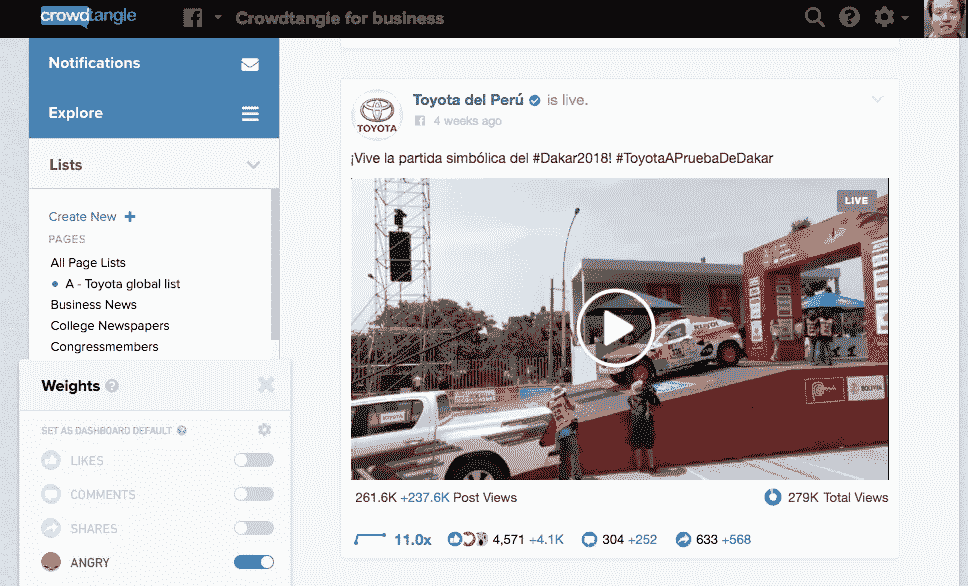 crowdtangle
Crowdtangle for business
Notifications
Explore
Lists
Create New +
PAGES
All Page Lists
A - Toyota global list
Business News
College Newspapers
Congressmembers
Weights
SET AS DASHBOARD DEFAULT
LIKES
COMMENTS
SHARES
ANGRY
TOYOTA
Toyota del Perú is live.
4 weeks ago
¡Vive la partida simbólica del #Dakar2018! #ToyotaAPruebaDeDakar
LIVE
261.6K +237.6K Post Views
279K Total Views
11.0x 4,571 +4.1K 304 +252 633 +568